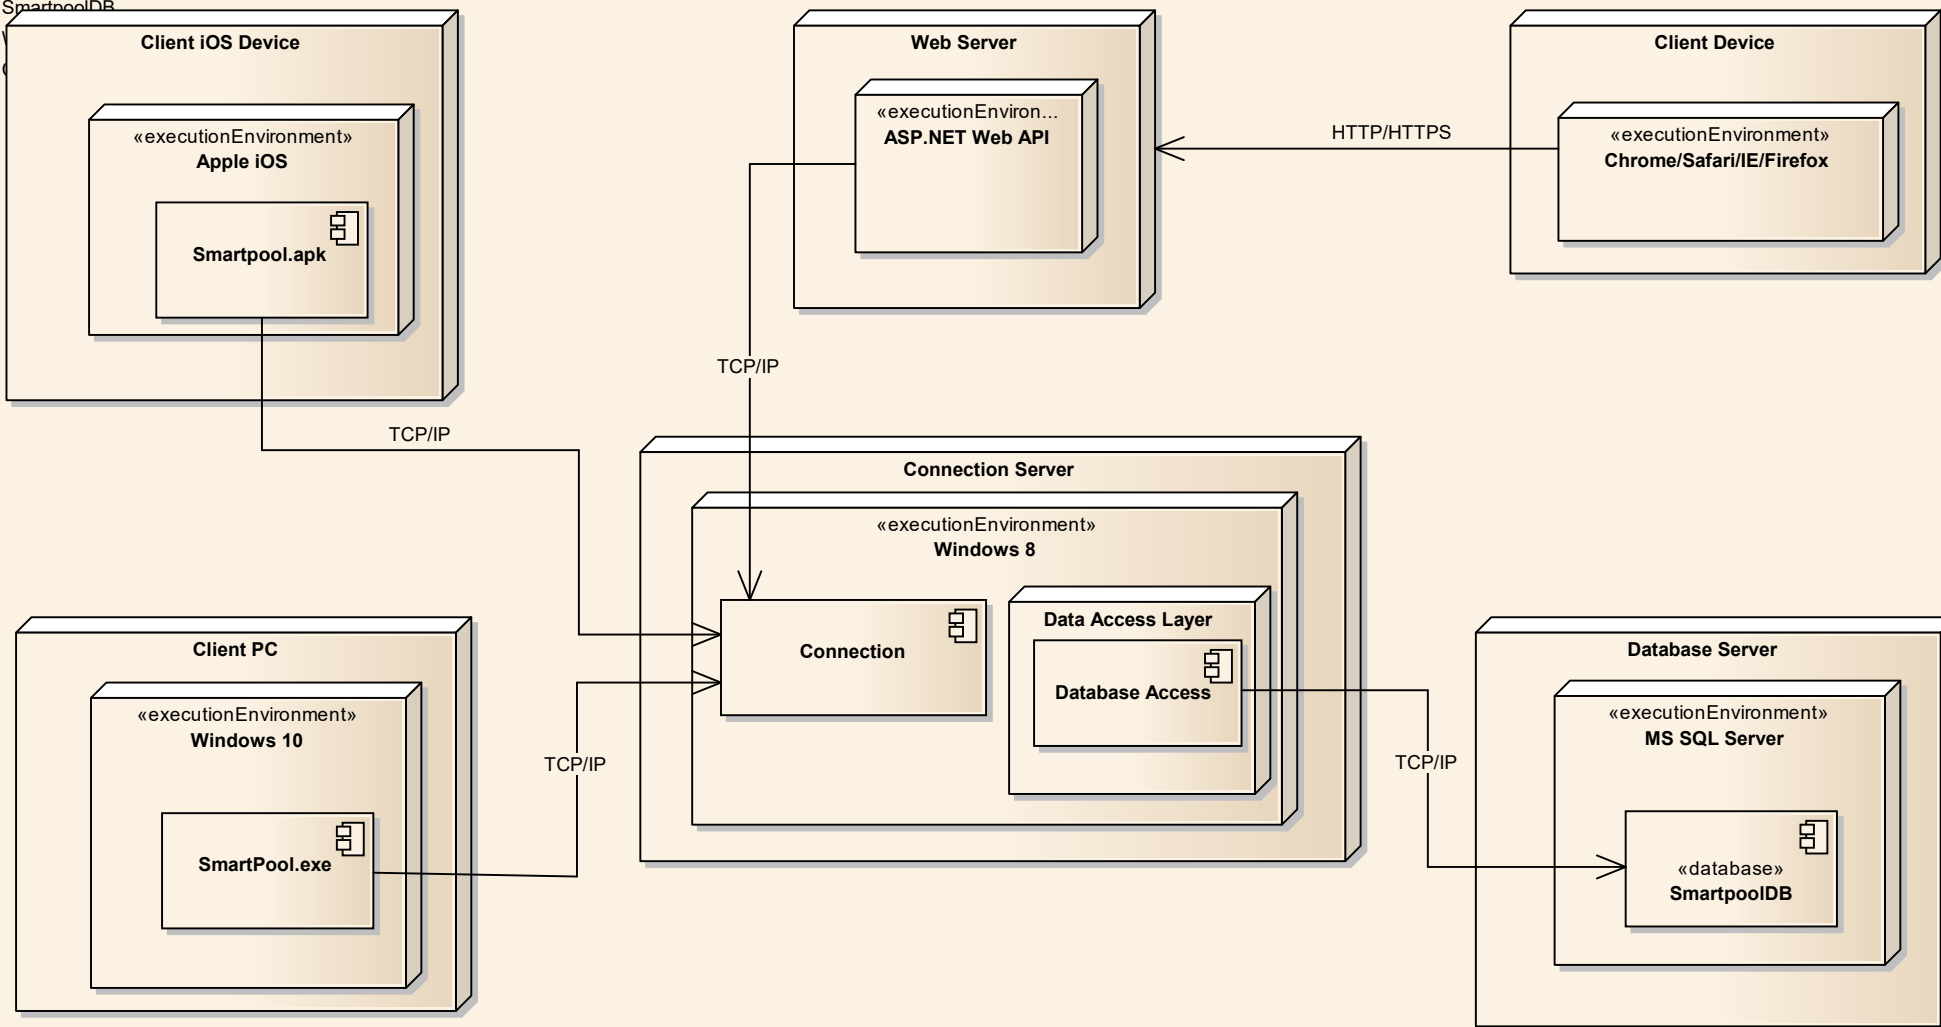 SmartpoolDB
Client iOS Device
«executionEnvironment»
Apple iOS
Smartpool.apk
Web Server
«executionEnviron...
ASP.NET Web API
HTTP/HTTPS
Client Device
«executionEnvironment»
Chrome/Safari/IE/Firefox
TCP/IP
TCP/IP
Connection Server
«executionEnvironment»
Windows 8
Connection
Data Access Layer
Database Access
Client PC
«executionEnvironment»
Windows 10
SmartPool.exe
TCP/IP
TCP/IP
Database Server
«executionEnvironment»
MS SQL Server
«database»
SmartpoolDB